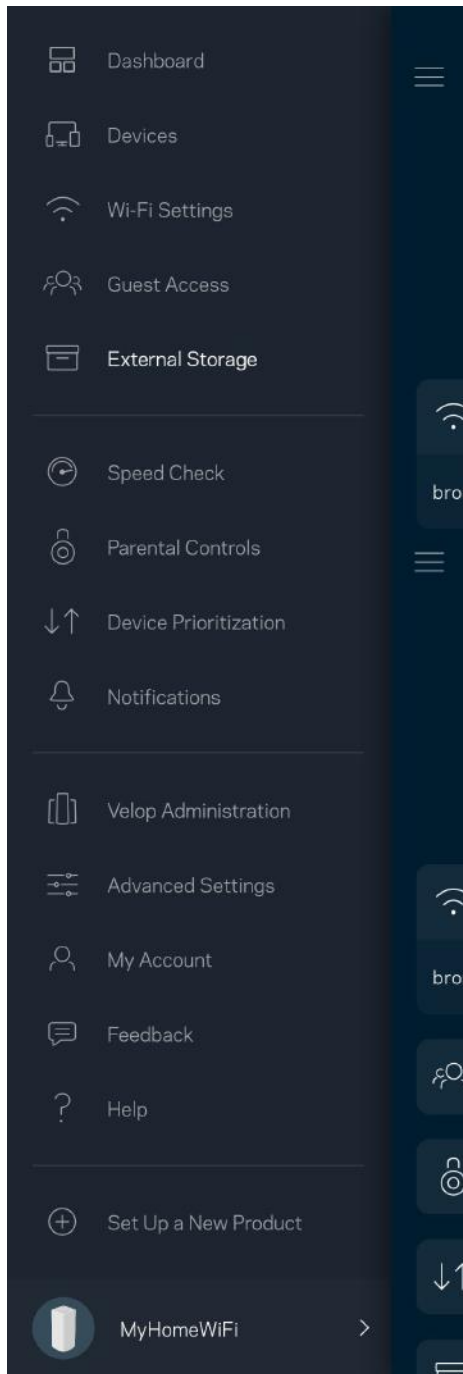 Dashboard
Devices
Wi-Fi Settings
Guest Access
External Storage
Speed Check
Parental Controls
Device Prioritization
Notifications
Velop Administration
Advanced Settings
My Account
Feedback
Help
Set Up a New Product
MyHomeWiFi
bro
bro